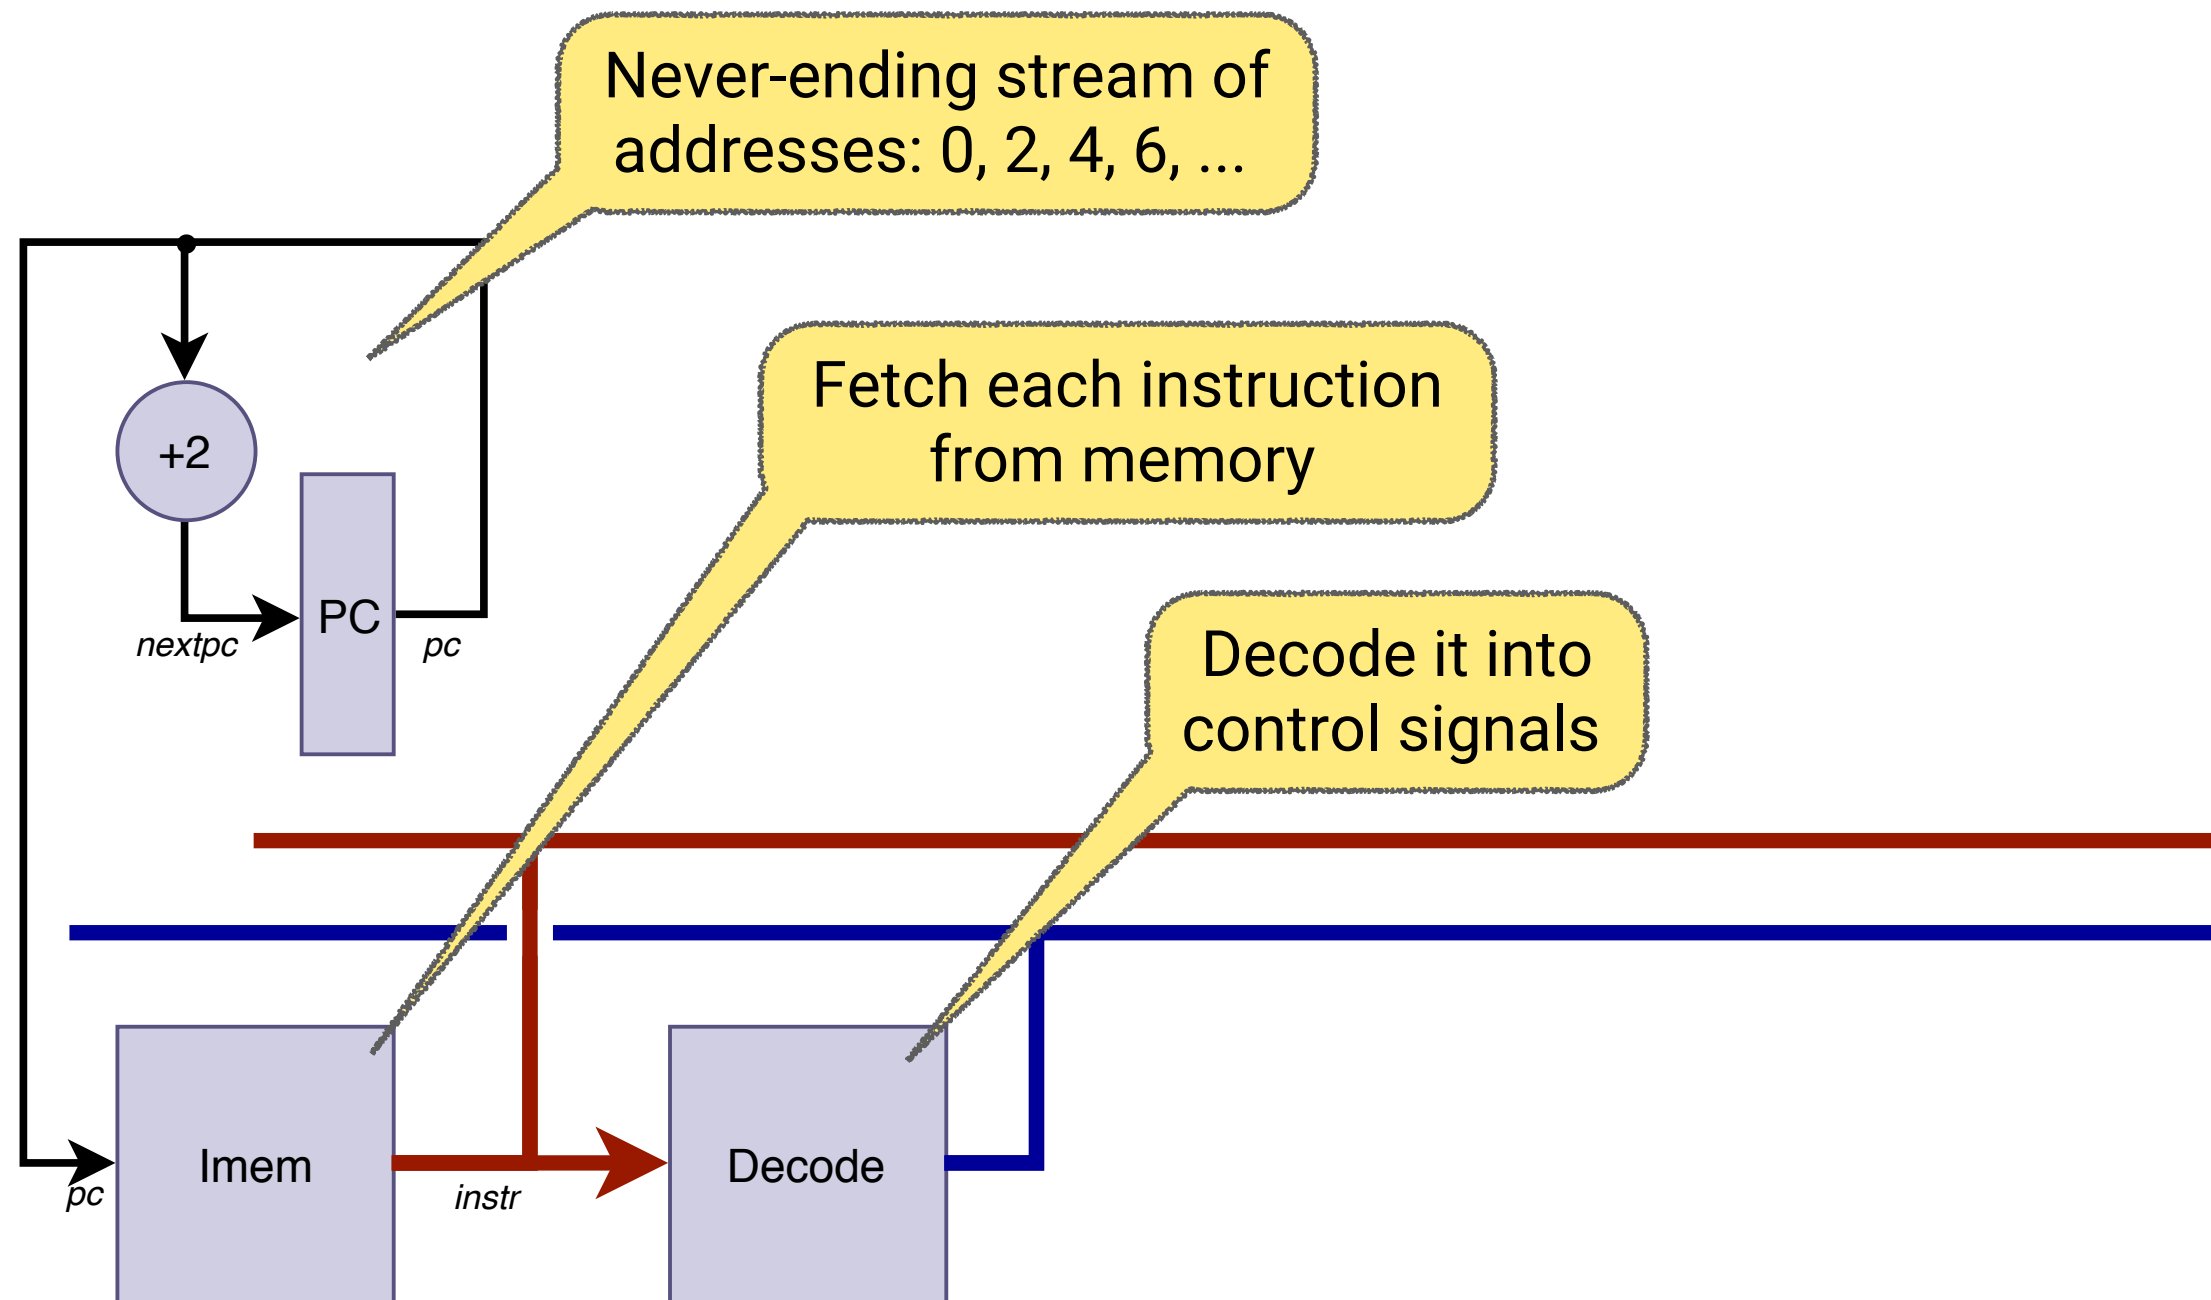 Never-ending stream of
addresses: 0, 2, 4, 6, ...
Fetch each instruction
from memory
+2
PC
nextpc
pc
Decode it into
control signals
Imem
Decode
pc
instr